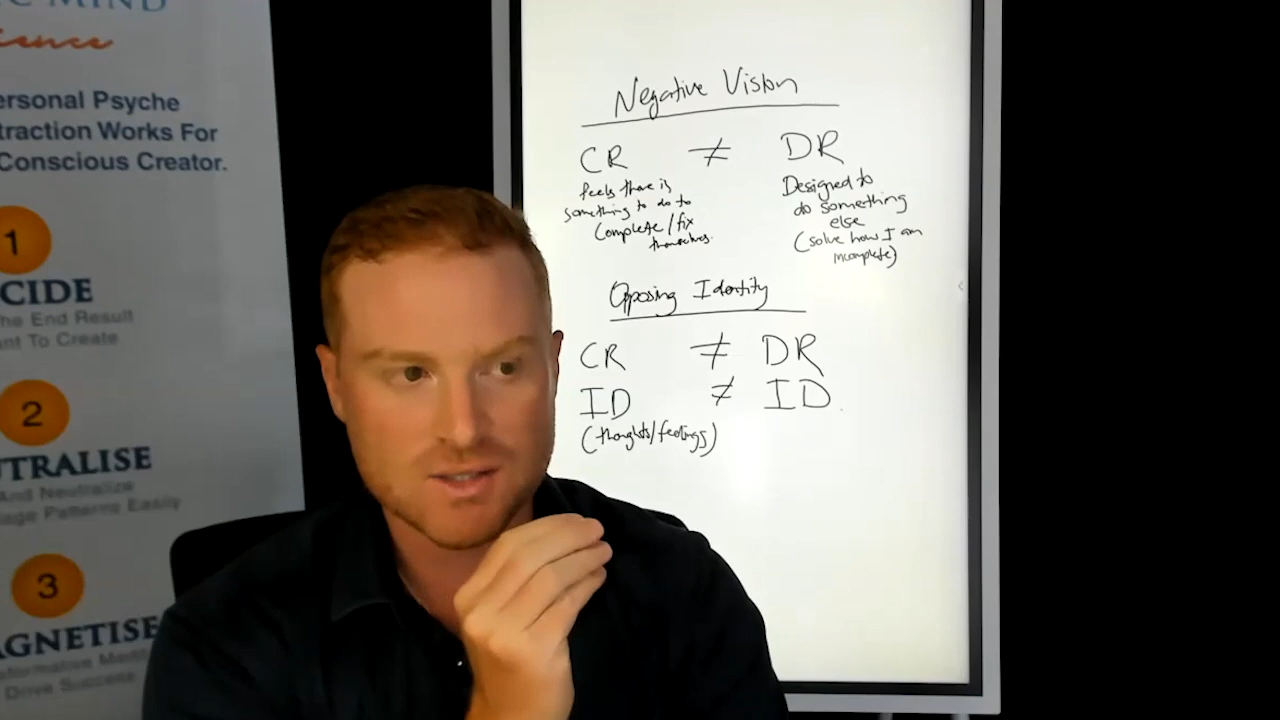 MIND
ience
ersonal Psyche
traction Works For
Conscious Creator.
1
CIDE
he End Result
nt To Create
2
UTRALISE
And Neutralize
age Patterns Easily
3
AGNETISE
Drive Success
Negative Vision
CR ≠ DR
feels there is
something to do to
Complete/fix
themselves.
Designed to
do something
else
(solve how I am
incomplete)
Opposing Identity
CR ≠ DR
ID ≠ ID
(thoughts/feelings)